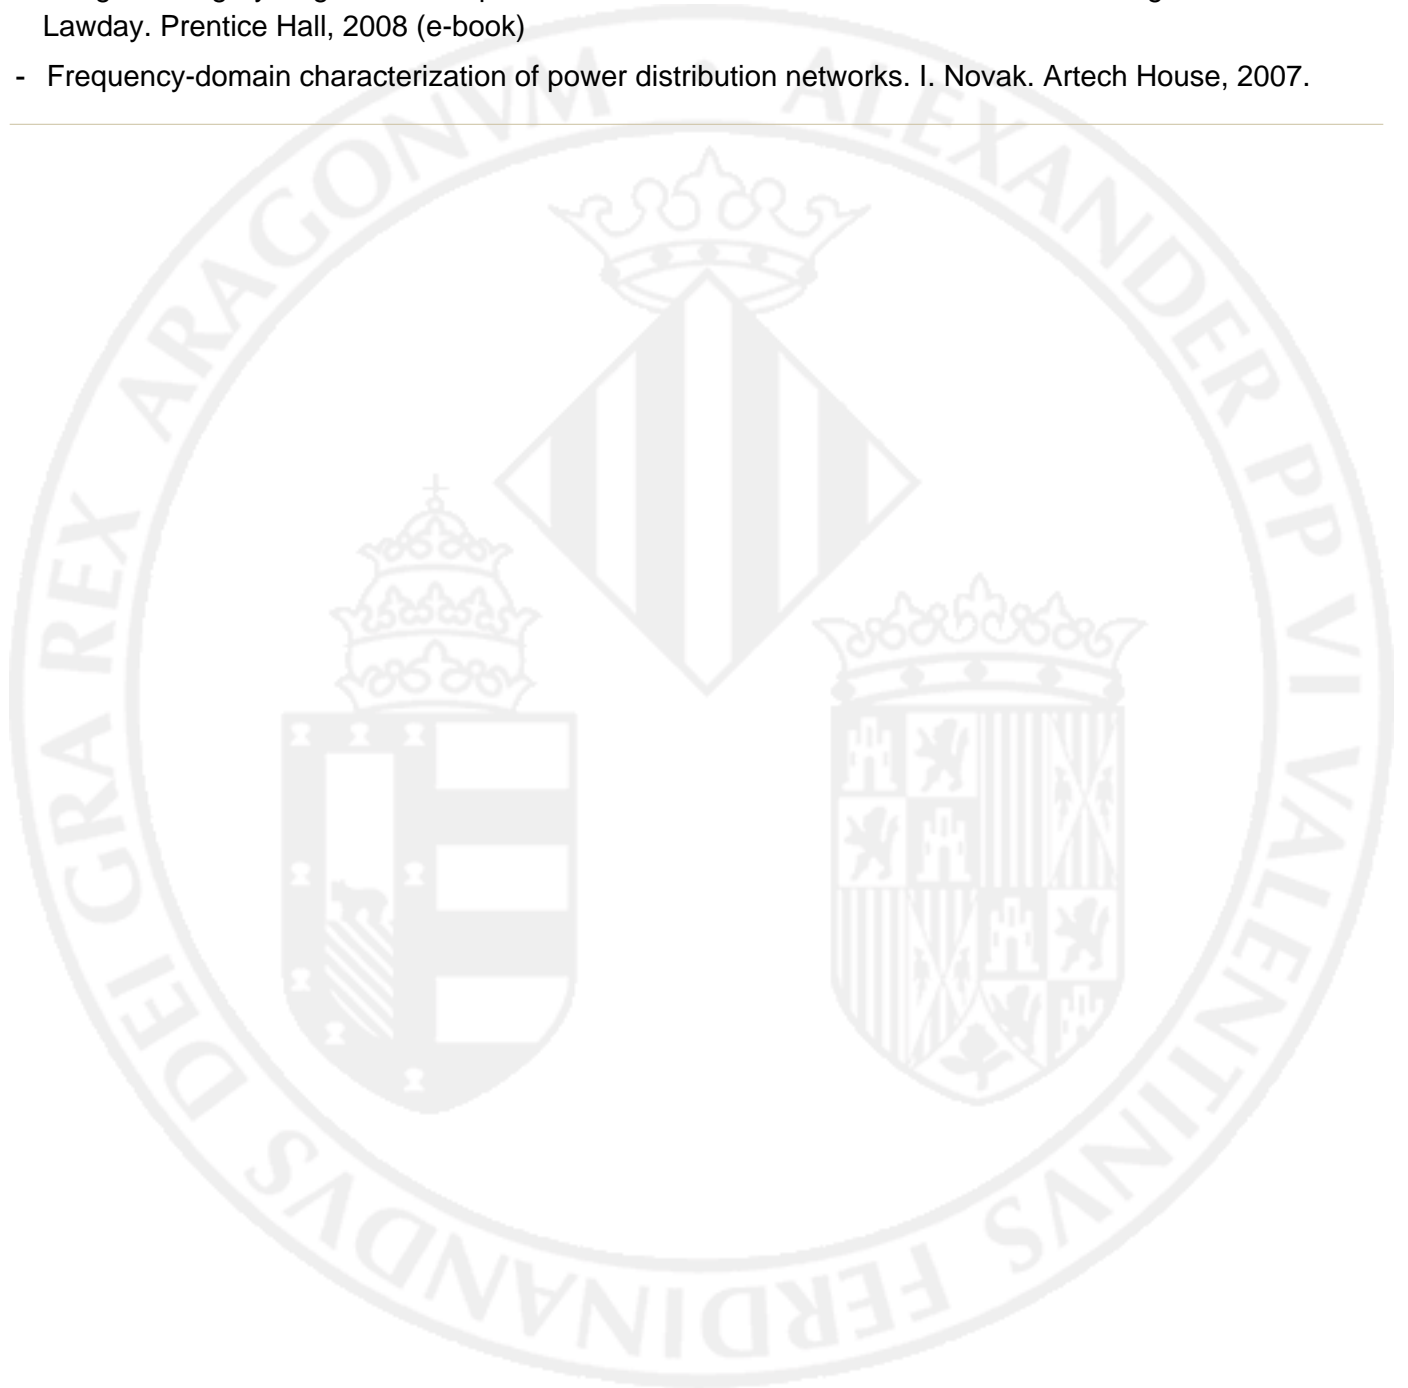 Lawday. Prentice Hall, 2008 (e-book)
- Frequency-domain characterization of power distribution networks. I. Novak. Artech House, 2007.
ALEXANDER PP VI VALENTINVS FERDINANDVS DEI GRA REX ARAGONVM